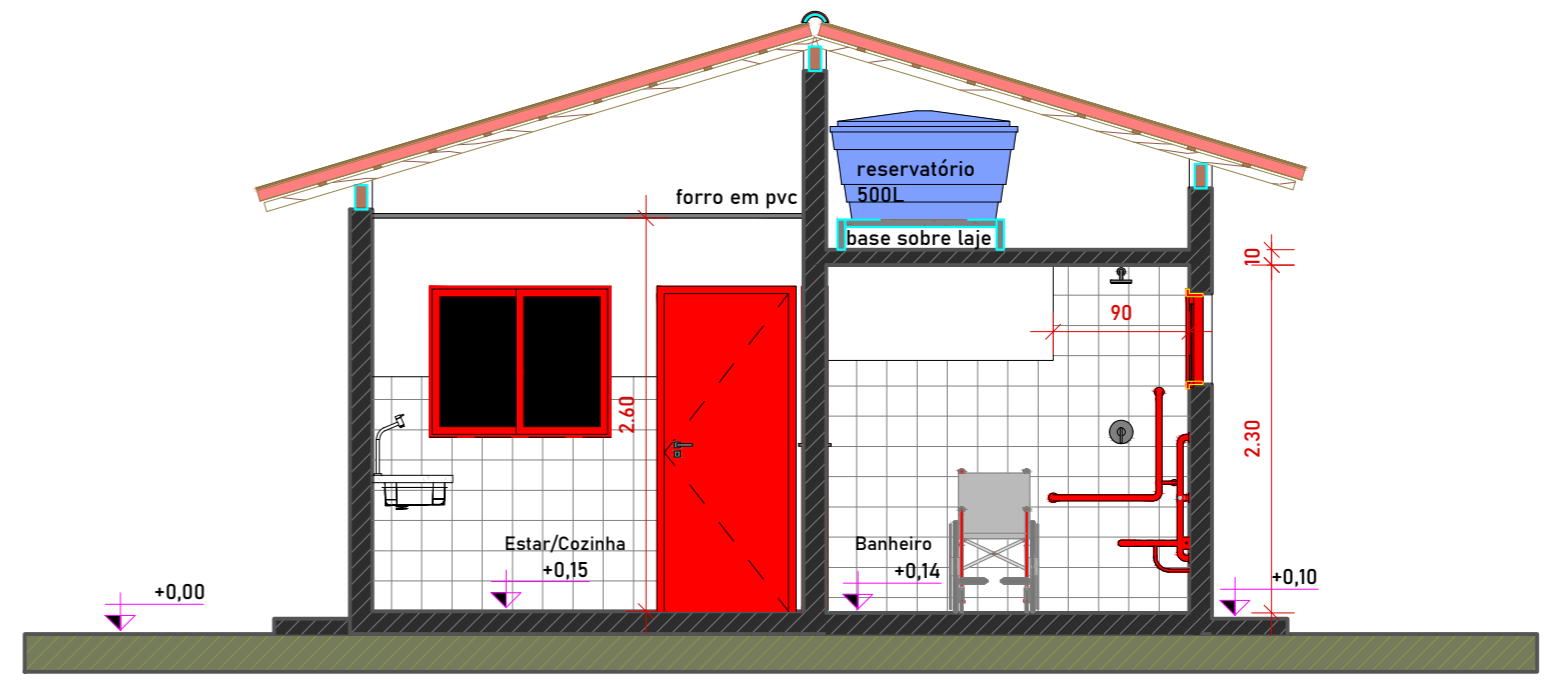 forro em pvc
reservatório
500L
base sobre laje
10
90
2.60
2.30
Estar/Cozinha
+0,15
Banheiro
+0,14
+0,00
+0,10